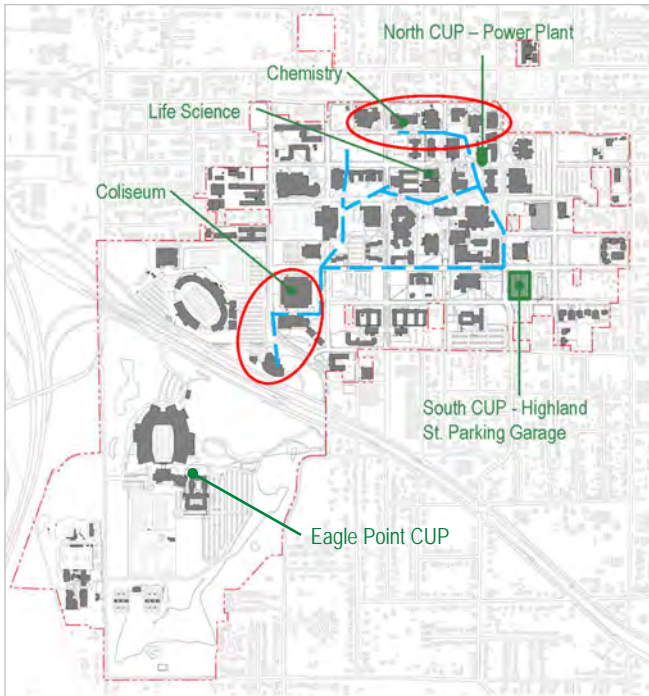 North CUP – Power Plant
Chemistry
Life Science
Coliseum
South CUP - Highland
St. Parking Garage
Eagle Point CUP